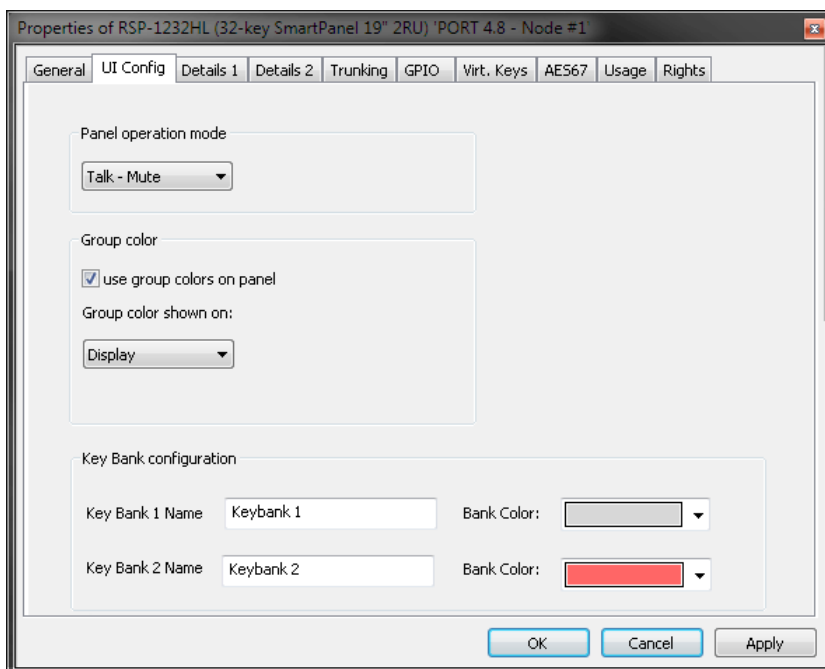 Properties of RSP-1232HL (32-key SmartPanel 19" 2RU) 'PORT 4.8 - Node #1'
General UI Config Details 1 Details 2 Trunking GPIO Virt. Keys AES67 Usage Rights
Panel operation mode
Talk - Mute
Group color
use group colors on panel
Group color shown on:
Display
Key Bank configuration
Key Bank 1 Name Keybank 1 Bank Color:
Key Bank 2 Name Keybank 2 Bank Color:
OK Cancel Apply